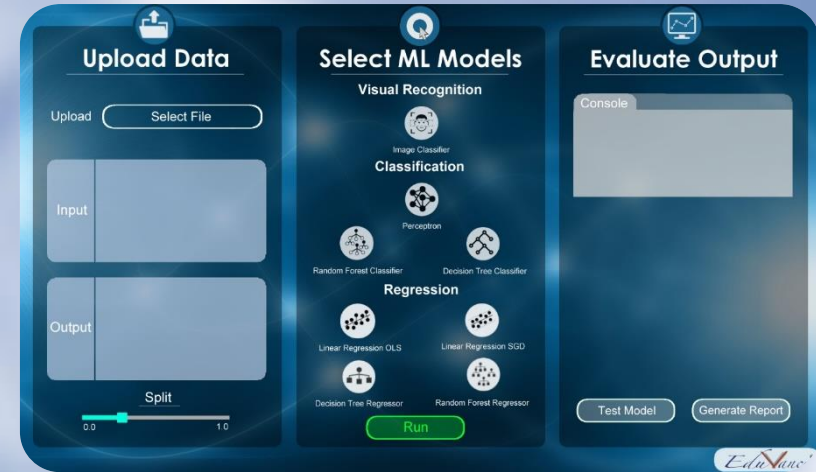 Upload Data
Upload
Select File
Input
Output
Split
0.0
1.0
Select ML Models
Visual Recognition
Image Classifier
Classification
Perceptron
Random Forest Classifier
Decision Tree Classifier
Regression
Linear Regression OLS
Linear Regression SGD
Decision Tree Regressor
Random Forest Regressor
Run
Evaluate Output
Console
Test Model
Generate Report
EduVanc'